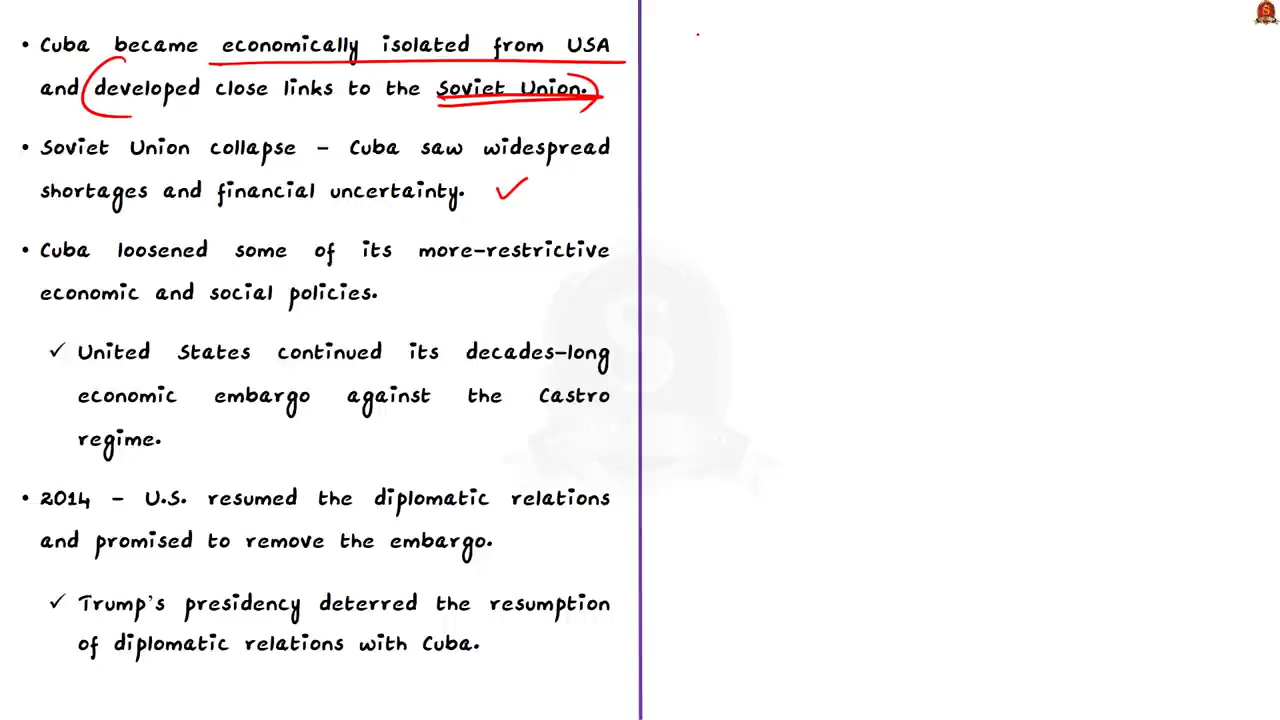 • Cuba became economically isolated from USA
and developed close links to the Soviet Union.
• Soviet Union collapse – Cuba saw widespread
shortages and financial uncertainty.
• Cuba loosened some of its more-restrictive
economic and social policies.
✓ United States continued its decades-long
economic embargo against the Castro
regime.
• 2014 – U.S. resumed the diplomatic relations
and promised to remove the embargo.
✓ Trump's presidency deterred the resumption
of diplomatic relations with Cuba.